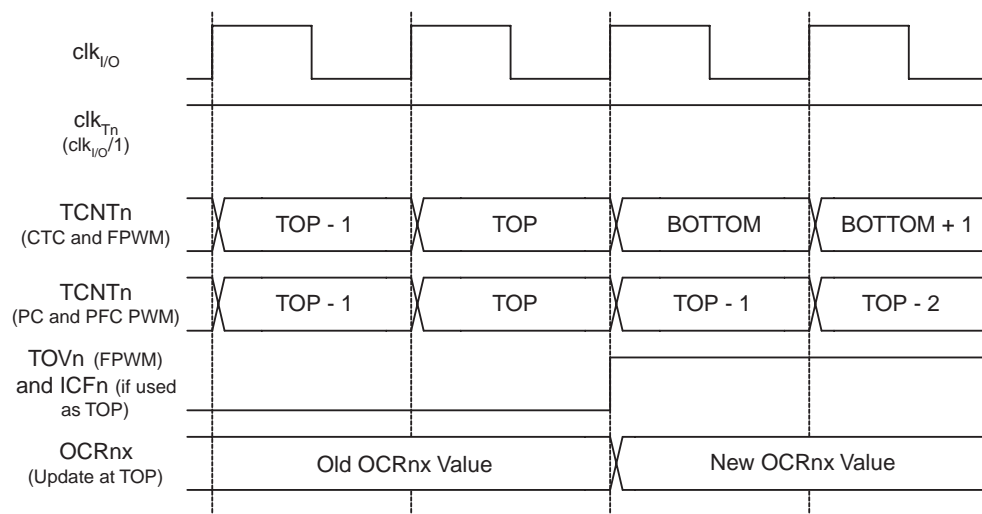 clkI/O
clkTn
(clkI/O/1)
TCNTn
(CTC and FPWM)
TOP - 1
TOP
BOTTOM
BOTTOM + 1
TCNTn
(PC and PFC PWM)
TOP - 1
TOP
TOP - 1
TOP - 2
TOVn (FPWM)
and ICFn (if used
as TOP)
OCRnx
(Update at TOP)
Old OCRnx Value
New OCRnx Value